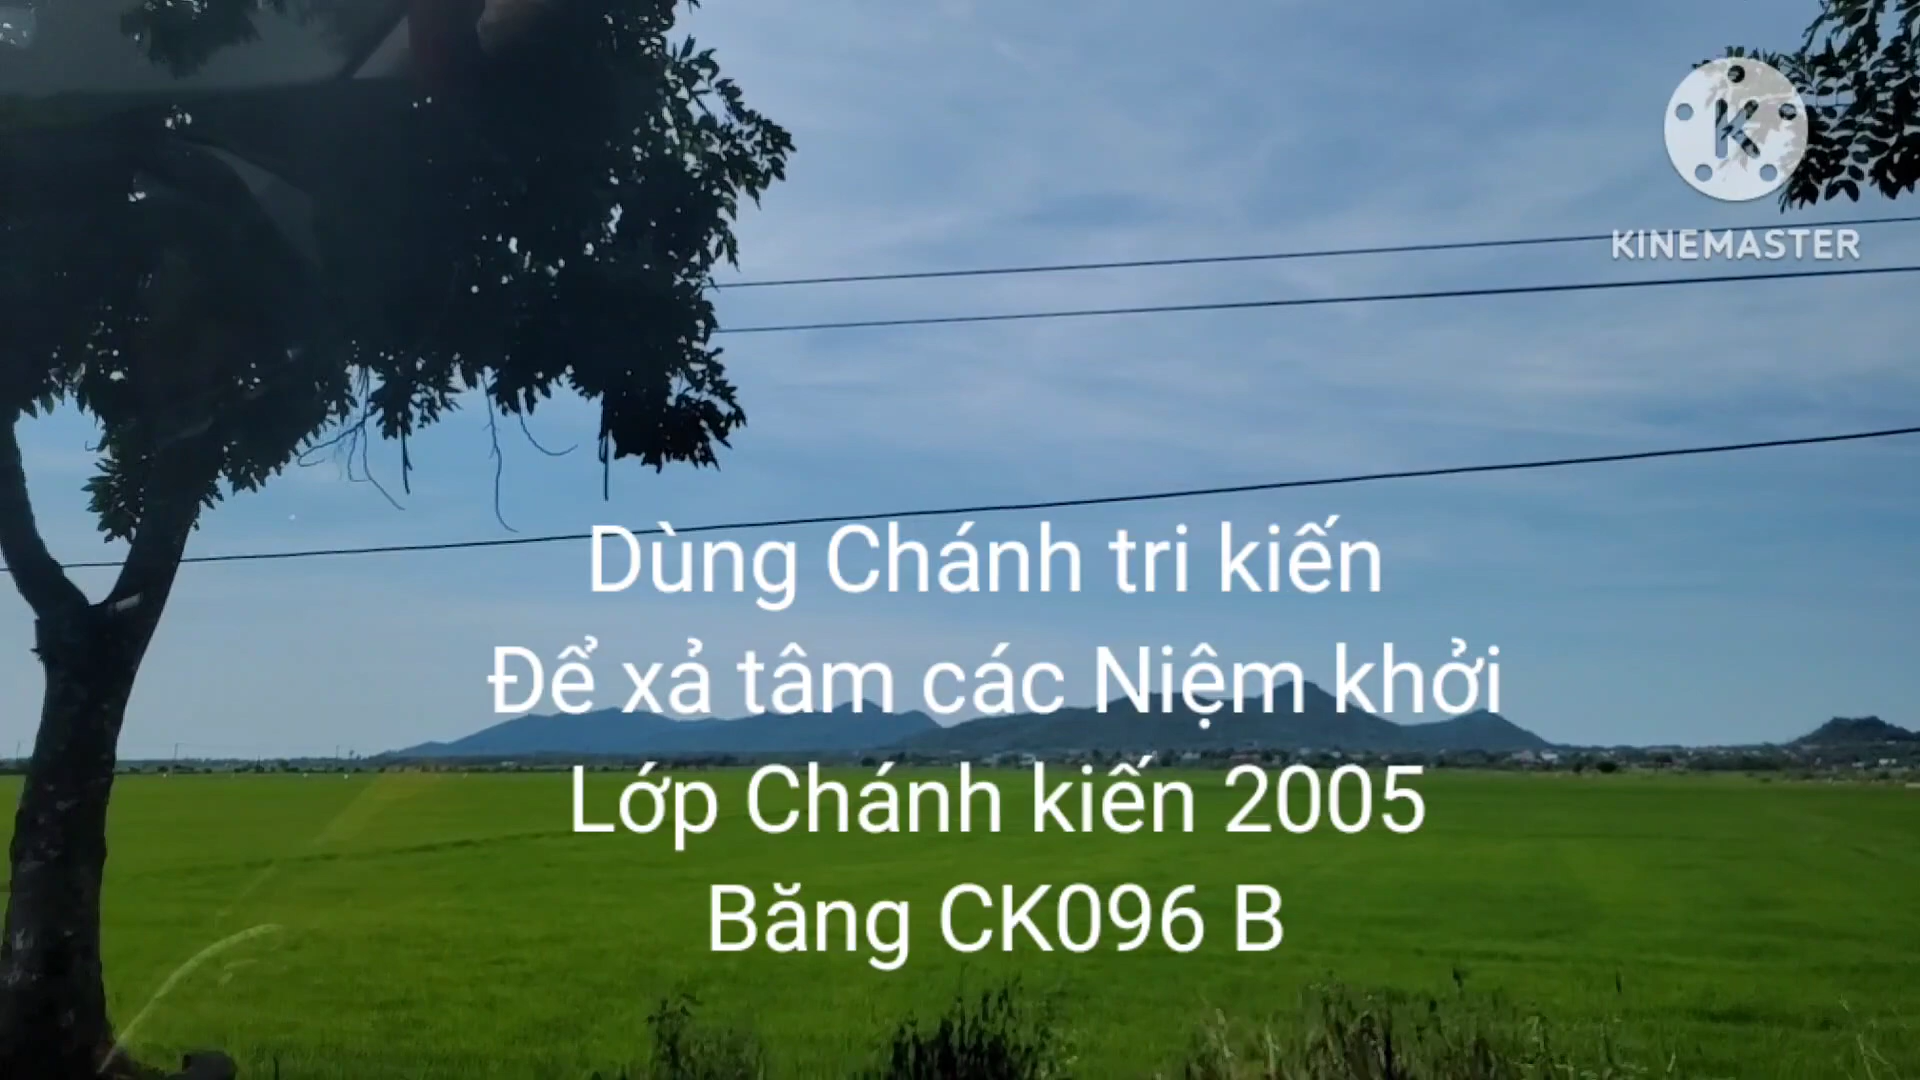 K
KINEMASTER
Dùng Chánh tri kiến
Để xả tâm các Niệm khởi
Lớp Chánh kiến 2005
Băng CK096 B